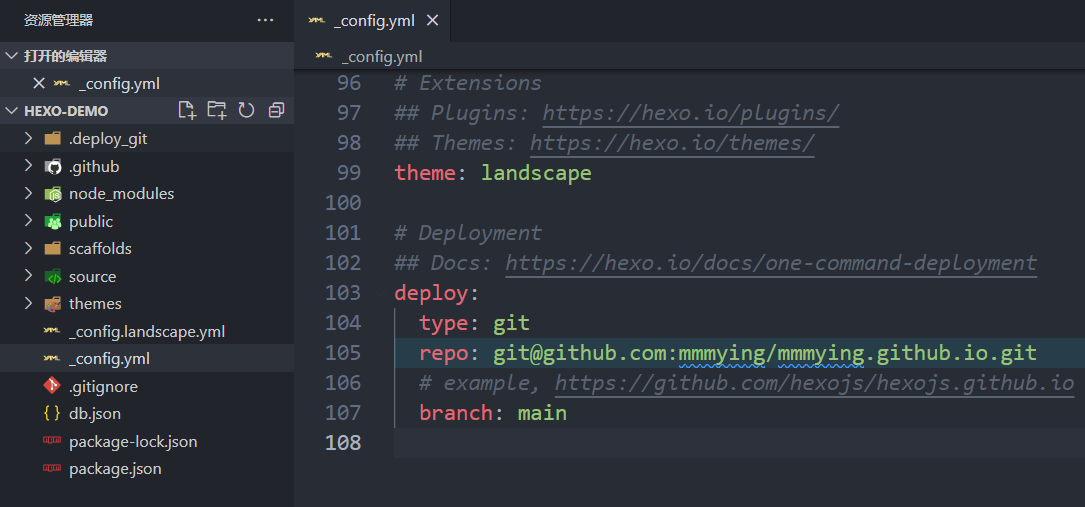 资源管理器
打开的编辑器
_config.yml
HEXO-DEMO
.deploy_git
.github
node_modules
public
scaffolds
source
themes
_config.landscape.yml
_config.yml
.gitignore
db.json
package-lock.json
package.json
_config.yml
_config.yml
96 # Extensions
97 ## Plugins: https://hexo.io/plugins/
98 ## Themes: https://hexo.io/themes/
99 theme: landscape
100
101 # Deployment
102 ## Docs: https://hexo.io/docs/one-command-deployment
103 deploy:
104 type: git
105 repo: git@github.com:mmmying/mmmying.github.io.git
106 # example, https://github.com/hexojs/hexojs.github.io
107 branch: main
108